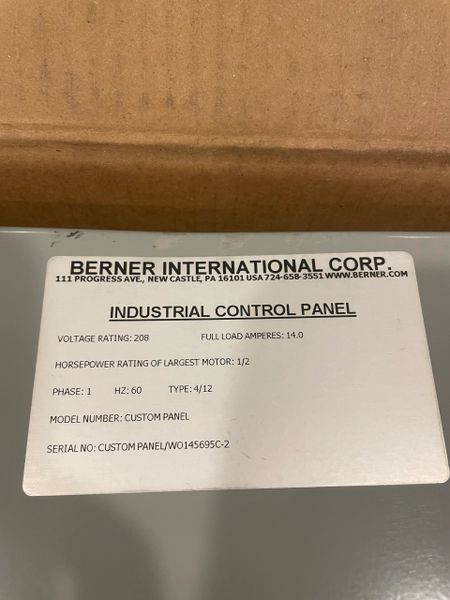 BERNER INTERNATIONAL CORP.
111 PROGRESS AVE., NEW CASTLE, PA 16101 USA 724-658-3551 WWW.BERNER.COM
INDUSTRIAL CONTROL PANEL
VOLTAGE RATING: 208 FULL LOAD AMPERES: 14.0
HORSEPOWER RATING OF LARGEST MOTOR: 1/2
PHASE: 1 HZ: 60 TYPE: 4/12
MODEL NUMBER: CUSTOM PANEL
SERIAL NO: CUSTOM PANEL/WO145695C-2